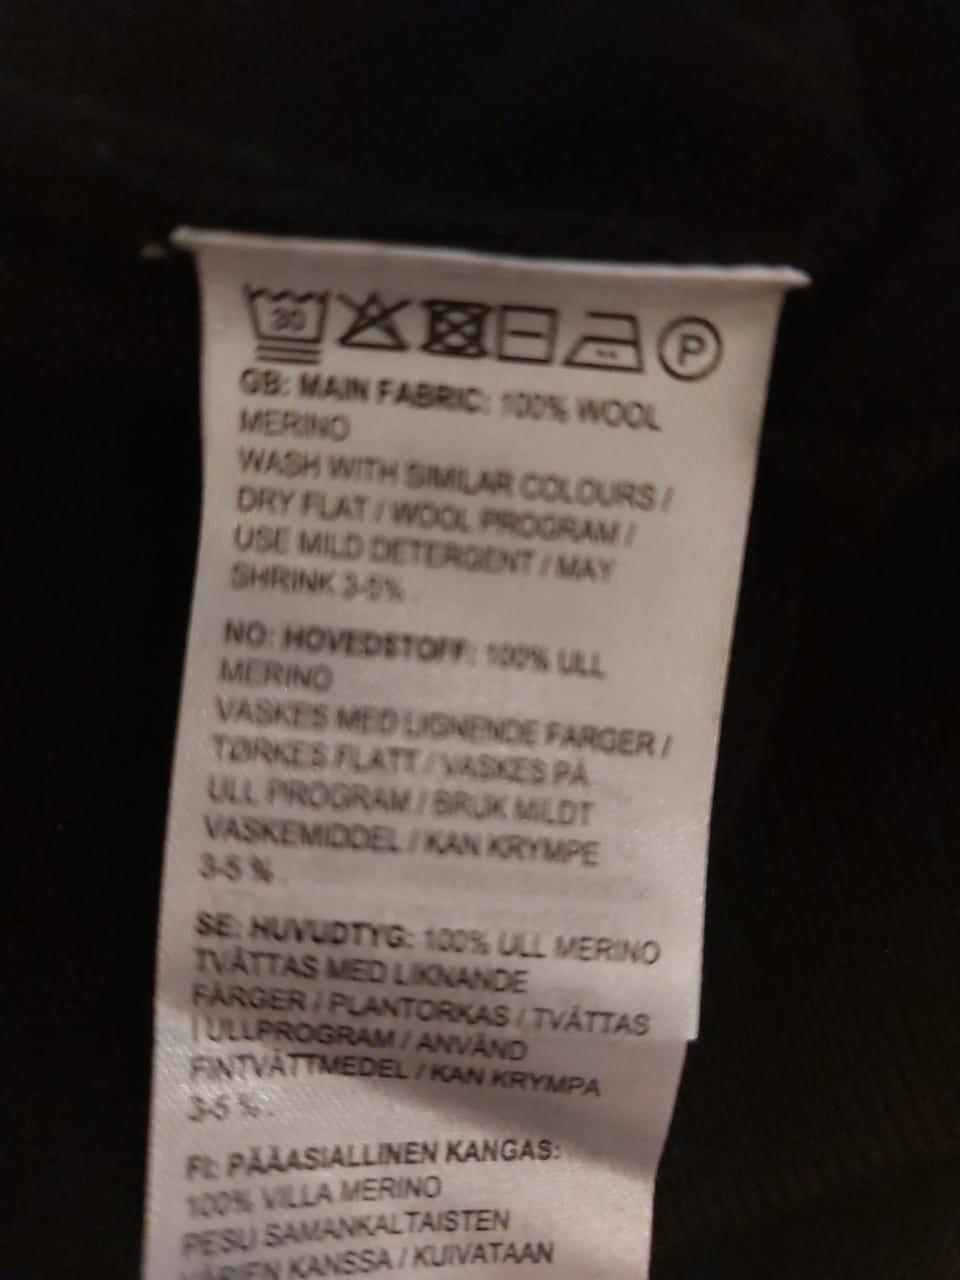 30
P
GB: MAIN FABRIC: 100% WOOL
MERINO
WASH WITH SIMILAR COLOURS /
DRY FLAT / WOOL PROGRAM /
USE MILD DETERGENT / MAY
SHRINK 3-5% .
NO: HOVEDSTOFF: 100% ULL
MERINO
VASKES MED LIGNENDE FARGER /
TØRKES FLATT / VASKES PÅ
ULL PROGRAM / BRUK MILDT
VASKEMIDDEL / KAN KRYMPE
3-5 % .
SE: HUVUDTYG: 100% ULL MERINO
TVÄTTAS MED LIKNANDE
FÄRGER / PLANTORKAS / TVÄTTAS
I ULLPROGRAM / ANVÄND
FINTVÄTTMEDEL / KAN KRYMPA
3-5 % .
FI: PÄÄASIALLINEN KANGAS:
100% VILLA MERINO
PESU SAMANKALTAISTEN
VÄRIEN KANSSA / KUIVATAAN